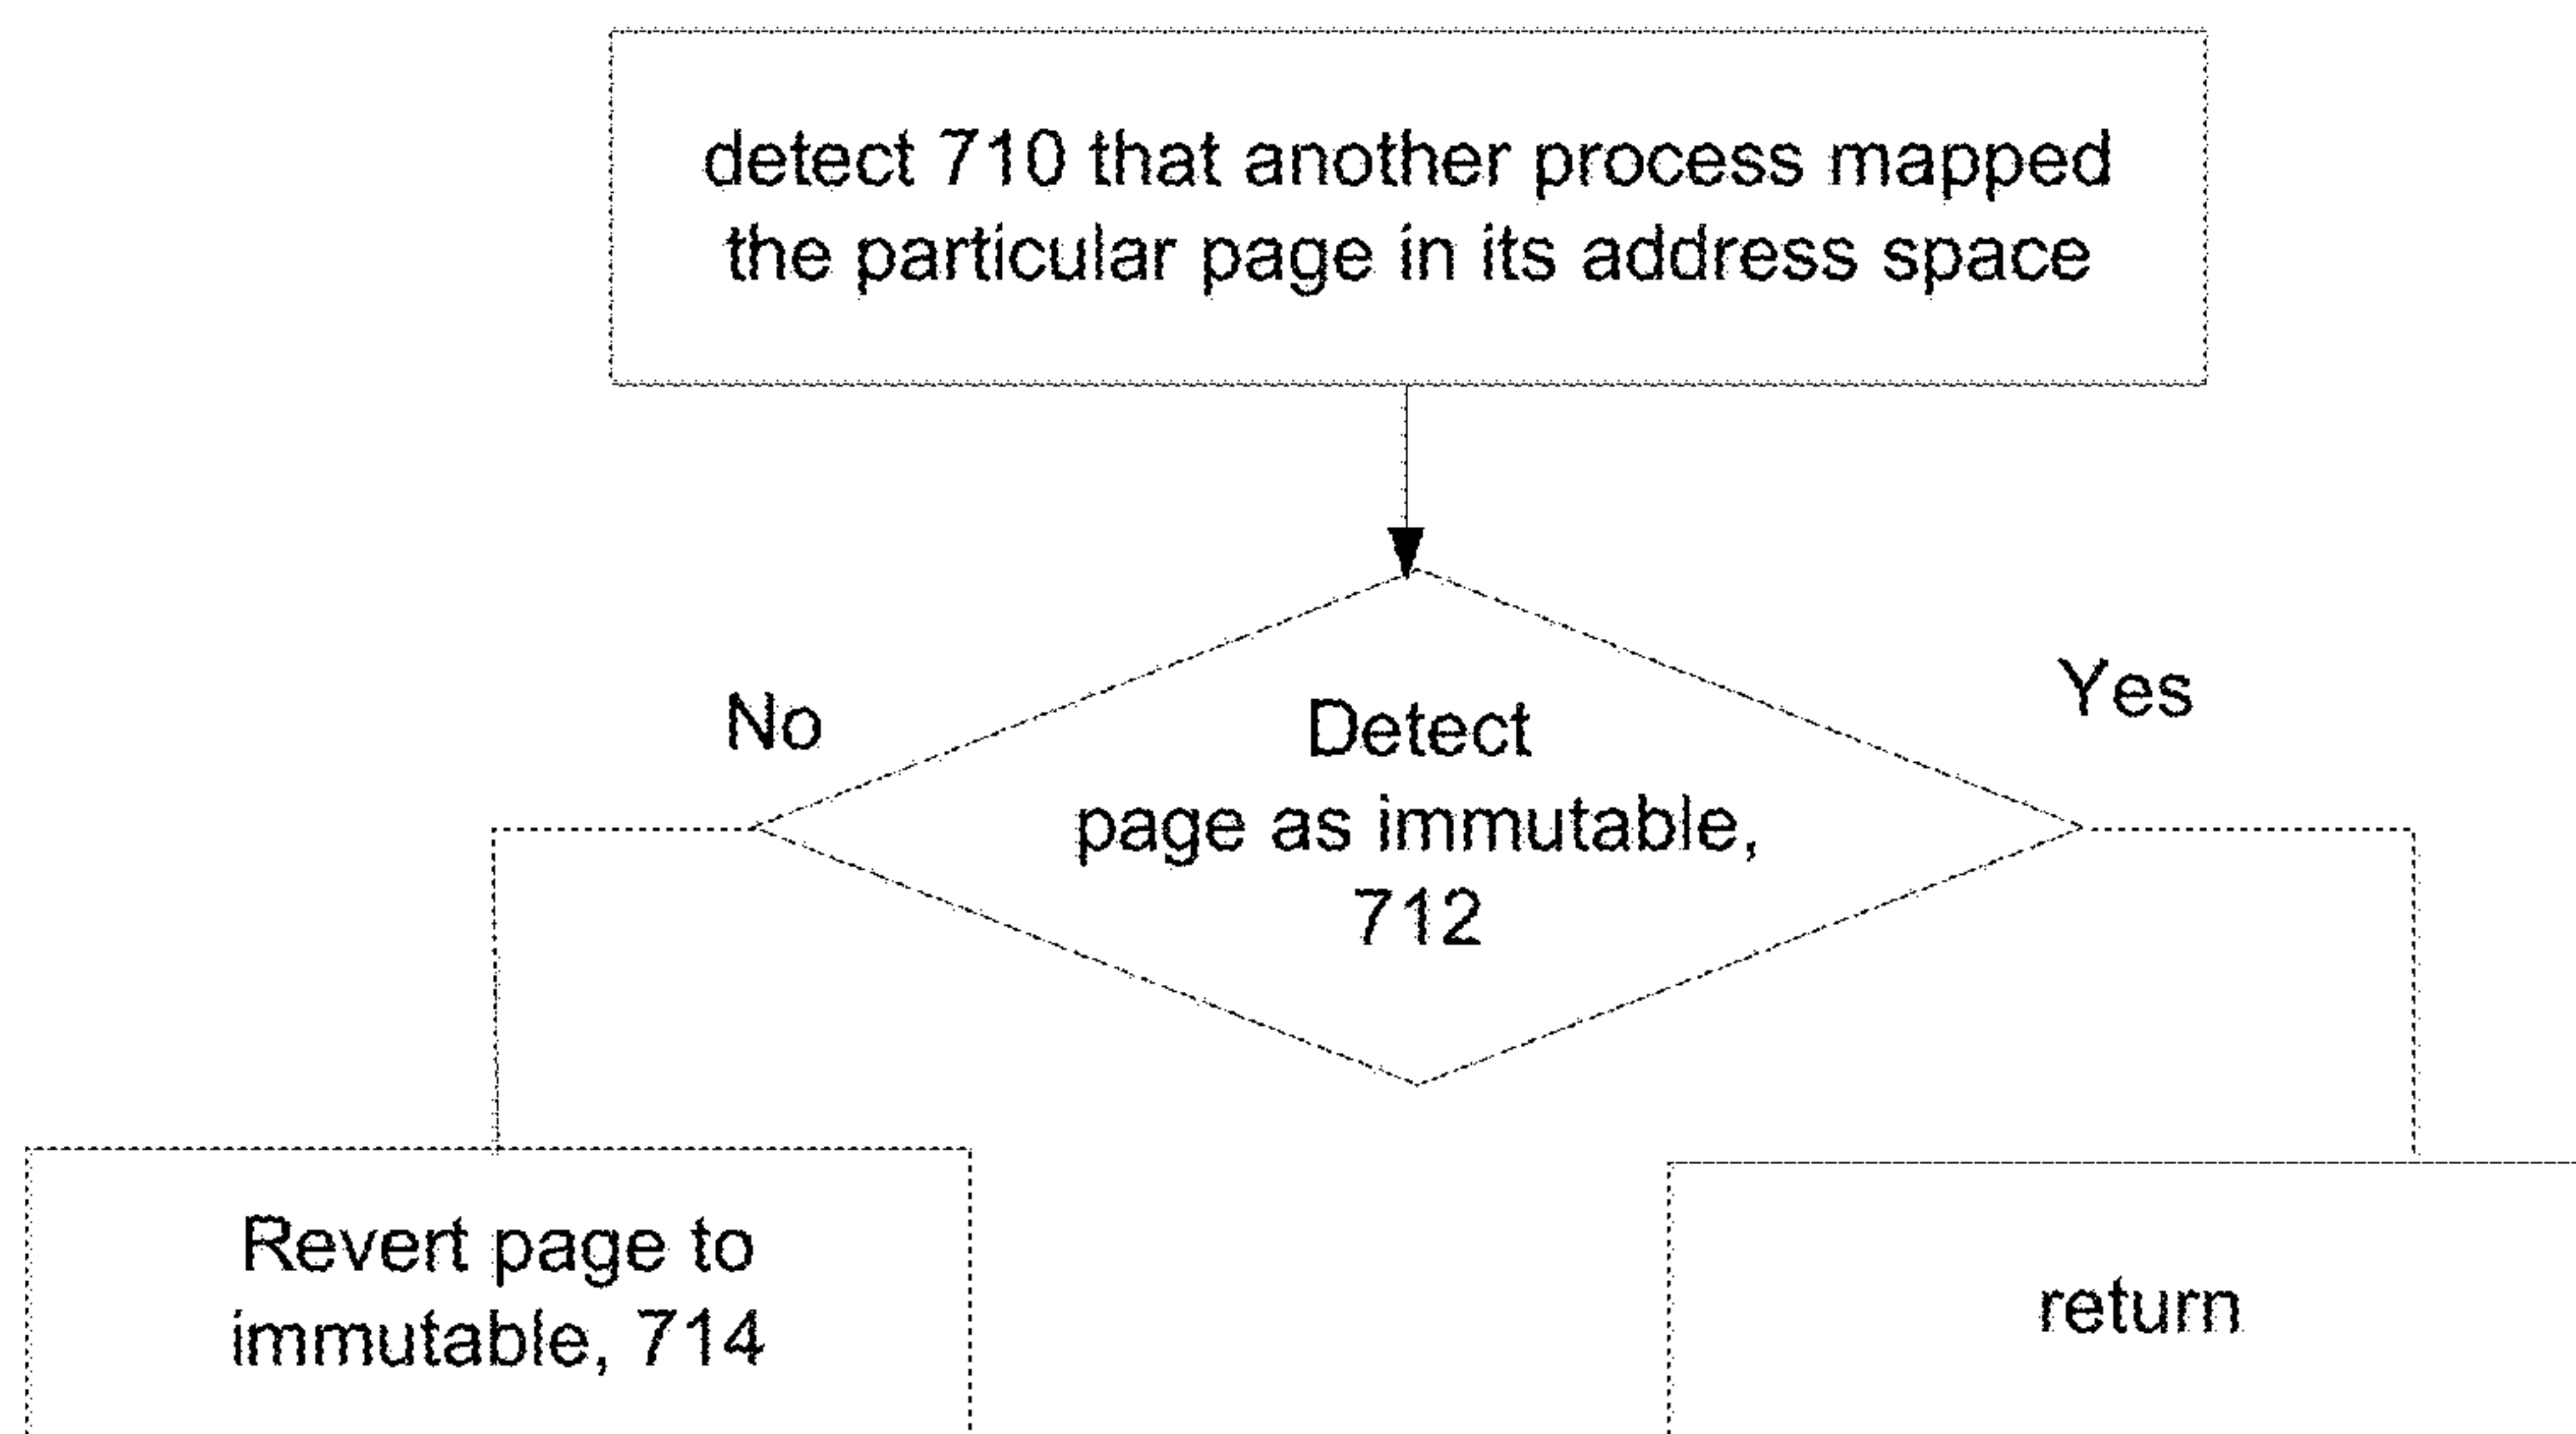 detect 710 that another process mapped
the particular page in its address space
No
Yes
Detect
page as immutable,
712
Revert page to
immutable, 714
return